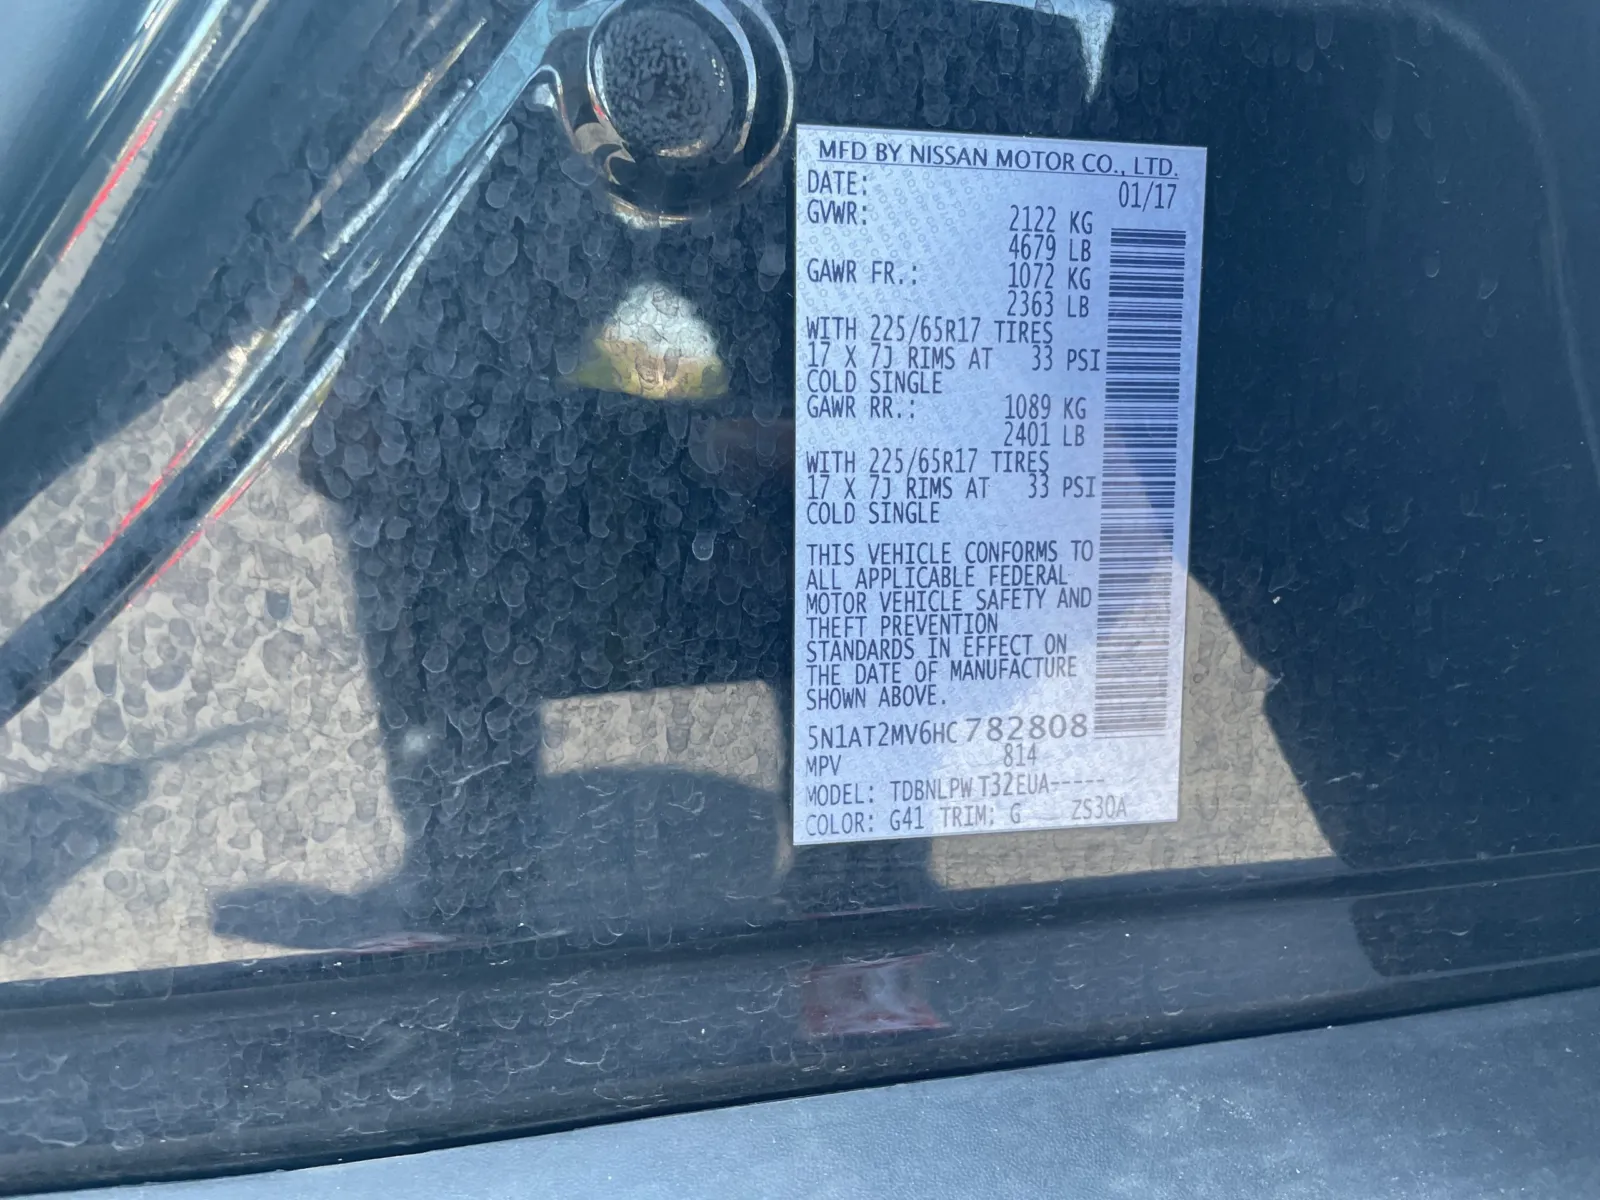 MFD BY NISSAN MOTOR CO., LTD.
DATE: 01/17
GVWR: 2122 KG
4679 LB
GAWR FR.: 1072 KG
2363 LB
WITH 225/65R17 TIRES
17 X 7J RIMS AT 33 PSI
COLD SINGLE
GAWR RR.: 1089 KG
2401 LB
WITH 225/65R17 TIRES
17 X 7J RIMS AT 33 PSI
COLD SINGLE
THIS VEHICLE CONFORMS TO
ALL APPLICABLE FEDERAL
MOTOR VEHICLE SAFETY AND
THEFT PREVENTION
STANDARDS IN EFFECT ON
THE DATE OF MANUFACTURE
SHOWN ABOVE.
5N1AT2MV6HC782808
MPV 814
MODEL: TDBNLPW T32EUA-----
COLOR: G41 TRIM: G ZS30A